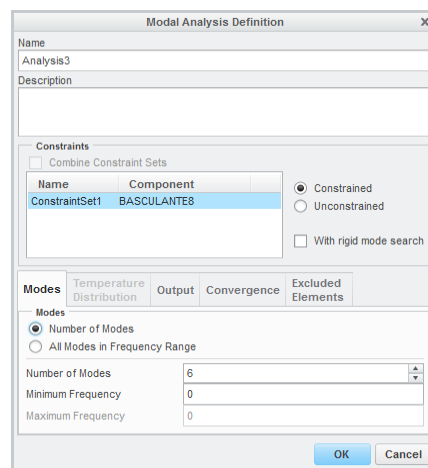 Modal Analysis Definition
Name
Analysis3
Description
Constraints
Combine Constraint Sets
Name Component
ConstraintSet1 BASCULANTE8
Constrained
Unconstrained
With rigid mode search
Modes
Temperature Distribution
Output
Convergence
Excluded Elements
Modes
Number of Modes
All Modes in Frequency Range
Number of Modes 6
Minimum Frequency 0
Maximum Frequency 0
OK Cancel